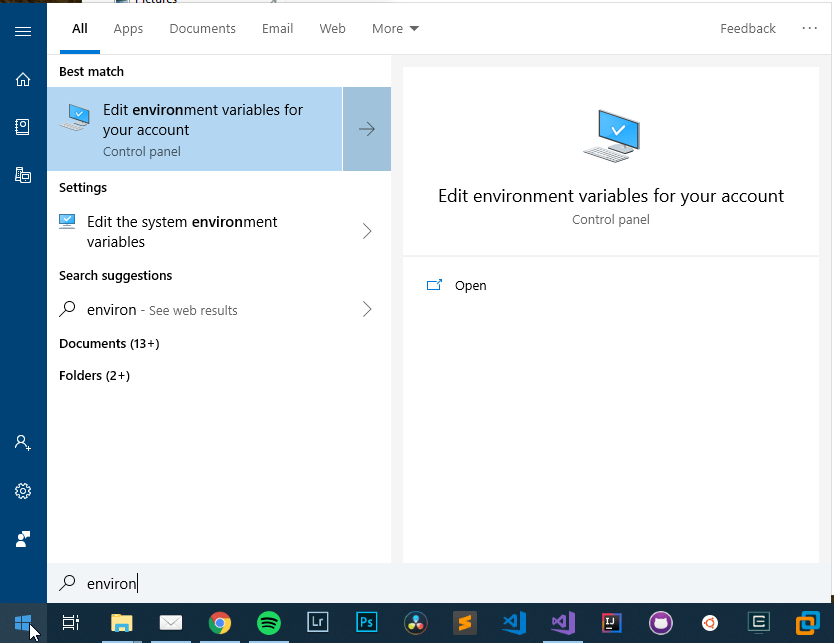 Pictures
All Apps Documents Email Web More Feedback ...
Best match
Edit environment variables for
your account
Control panel
Settings
Edit the system environment
variables
Search suggestions
environ - See web results
Documents (13+)
Folders (2+)
Edit environment variables for your account
Control panel
Open
environ
Lr
Ps
IJ